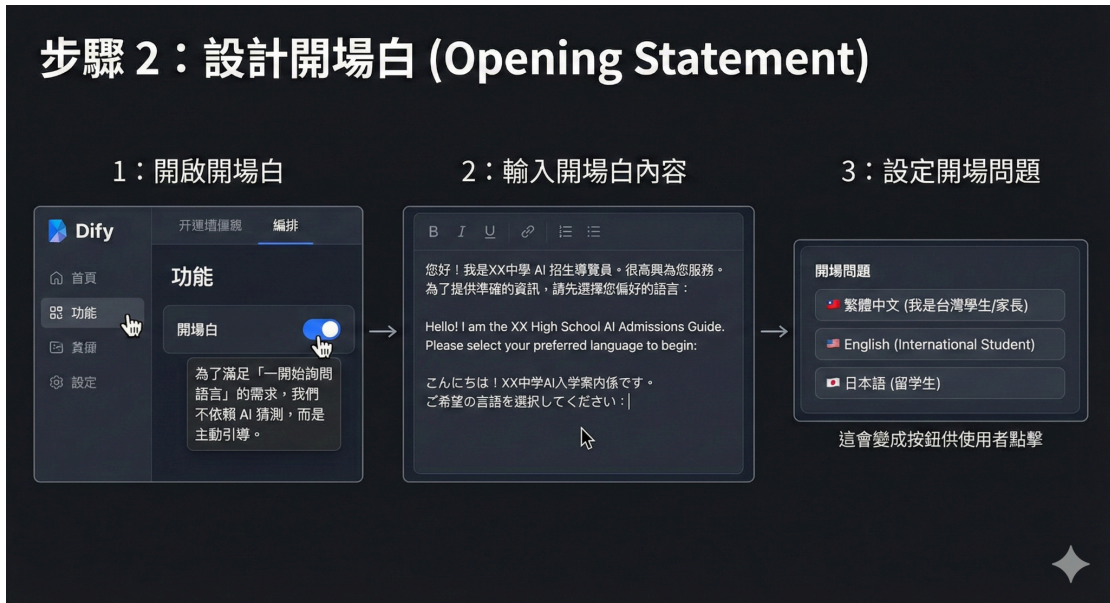 步驟 2：設計開場白 (Opening Statement)
1：開啟開場白
Dify
首頁
功能
設定
編排
功能
開場白
為了滿足「一開始詢問
語言」的需求，我們
不依賴 AI 猜測，而是
主動引導。
2：輸入開場白內容
B I U
您好！我是XX中學 AI 招生導覽員。很高興為您服務。
為了提供準確的資訊，請先選擇您偏好的語言：
Hello! I am the XX High School AI Admissions Guide.
Please select your preferred language to begin:
こんにちは！XX中学AI入学案内係です。
ご希望の言語を選択してください：
3：設定開場問題
開場問題
繁體中文 (我是台灣學生/家長)
English (International Student)
日本語 (留学生)
這會變成按鈕供使用者點擊